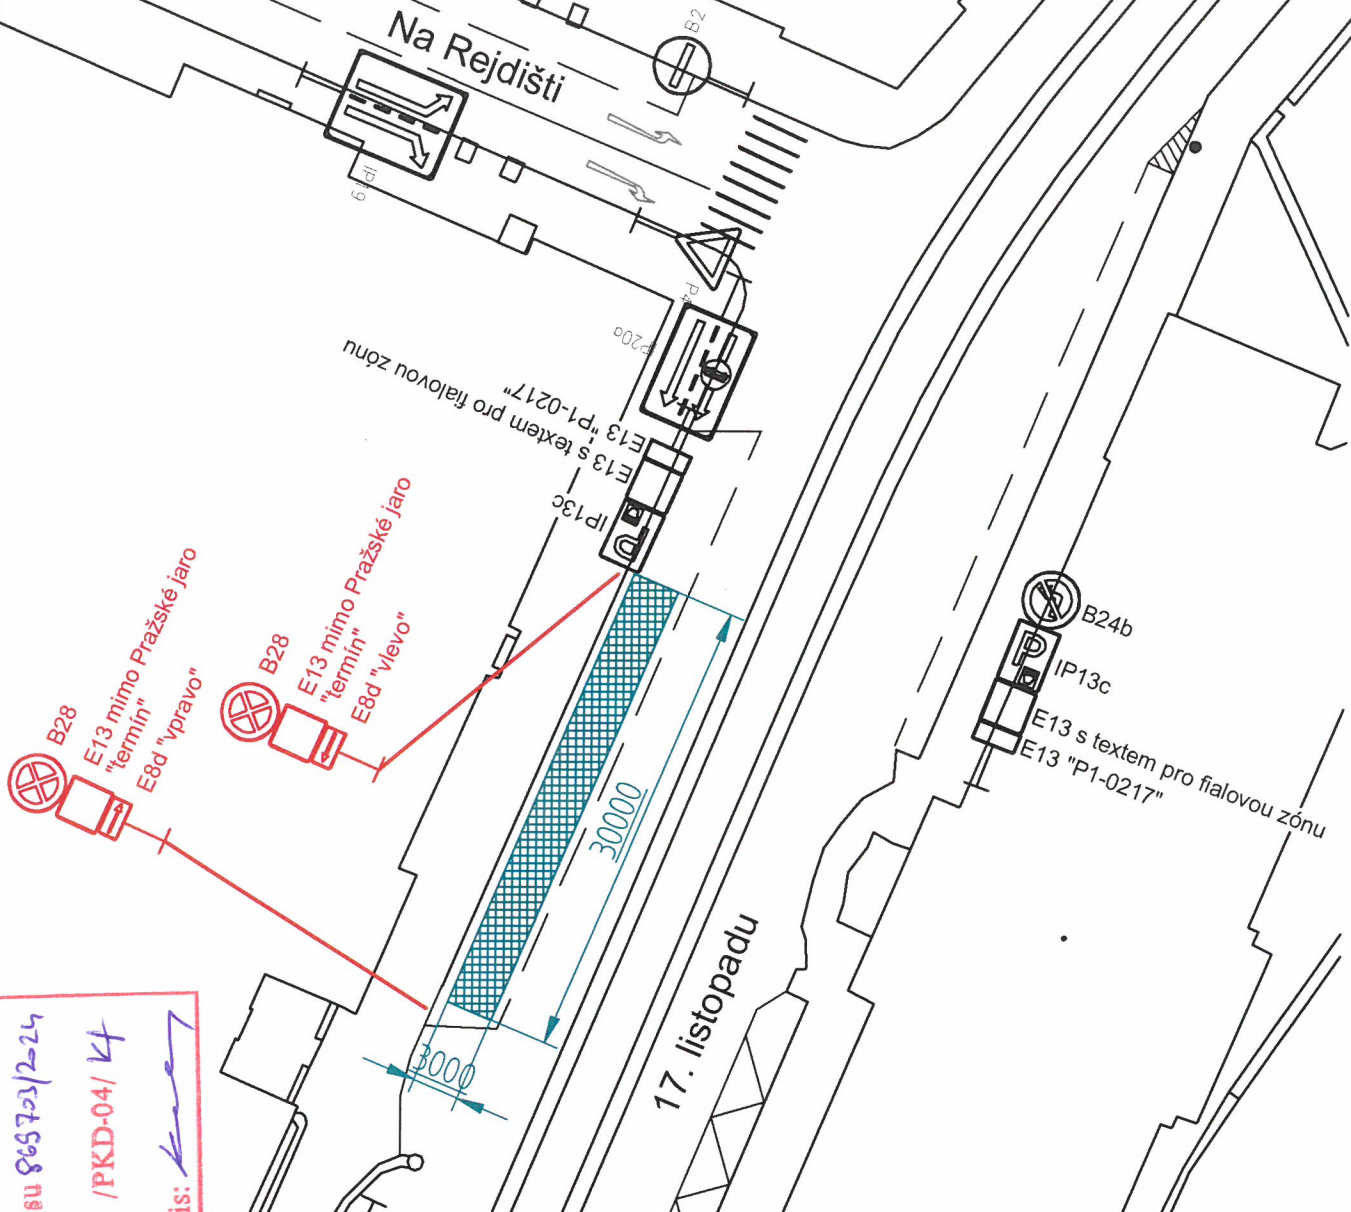 Na Rejdišti
B2
IP19
P4
IP20a
E13 "P1-0217"
E13 s textem pro fialovou zónu
IP13c
B28
E13 mimo Pražské jaro
"termín"
E8d "vlevo"
B28
E13 mimo Pražské jaro
"termín"
E8d "vpravo"
30000
3000
17. listopadu
B24b
IP13c
E13 s textem pro fialovou zónu
E13 "P1-0217"
/PKD-04/